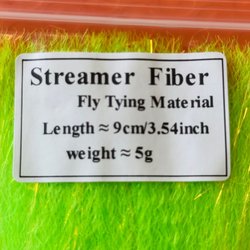 Streamer Fiber
Fly Tying Material
Length ≈ 9cm/3.54inch
weight ≈ 5g